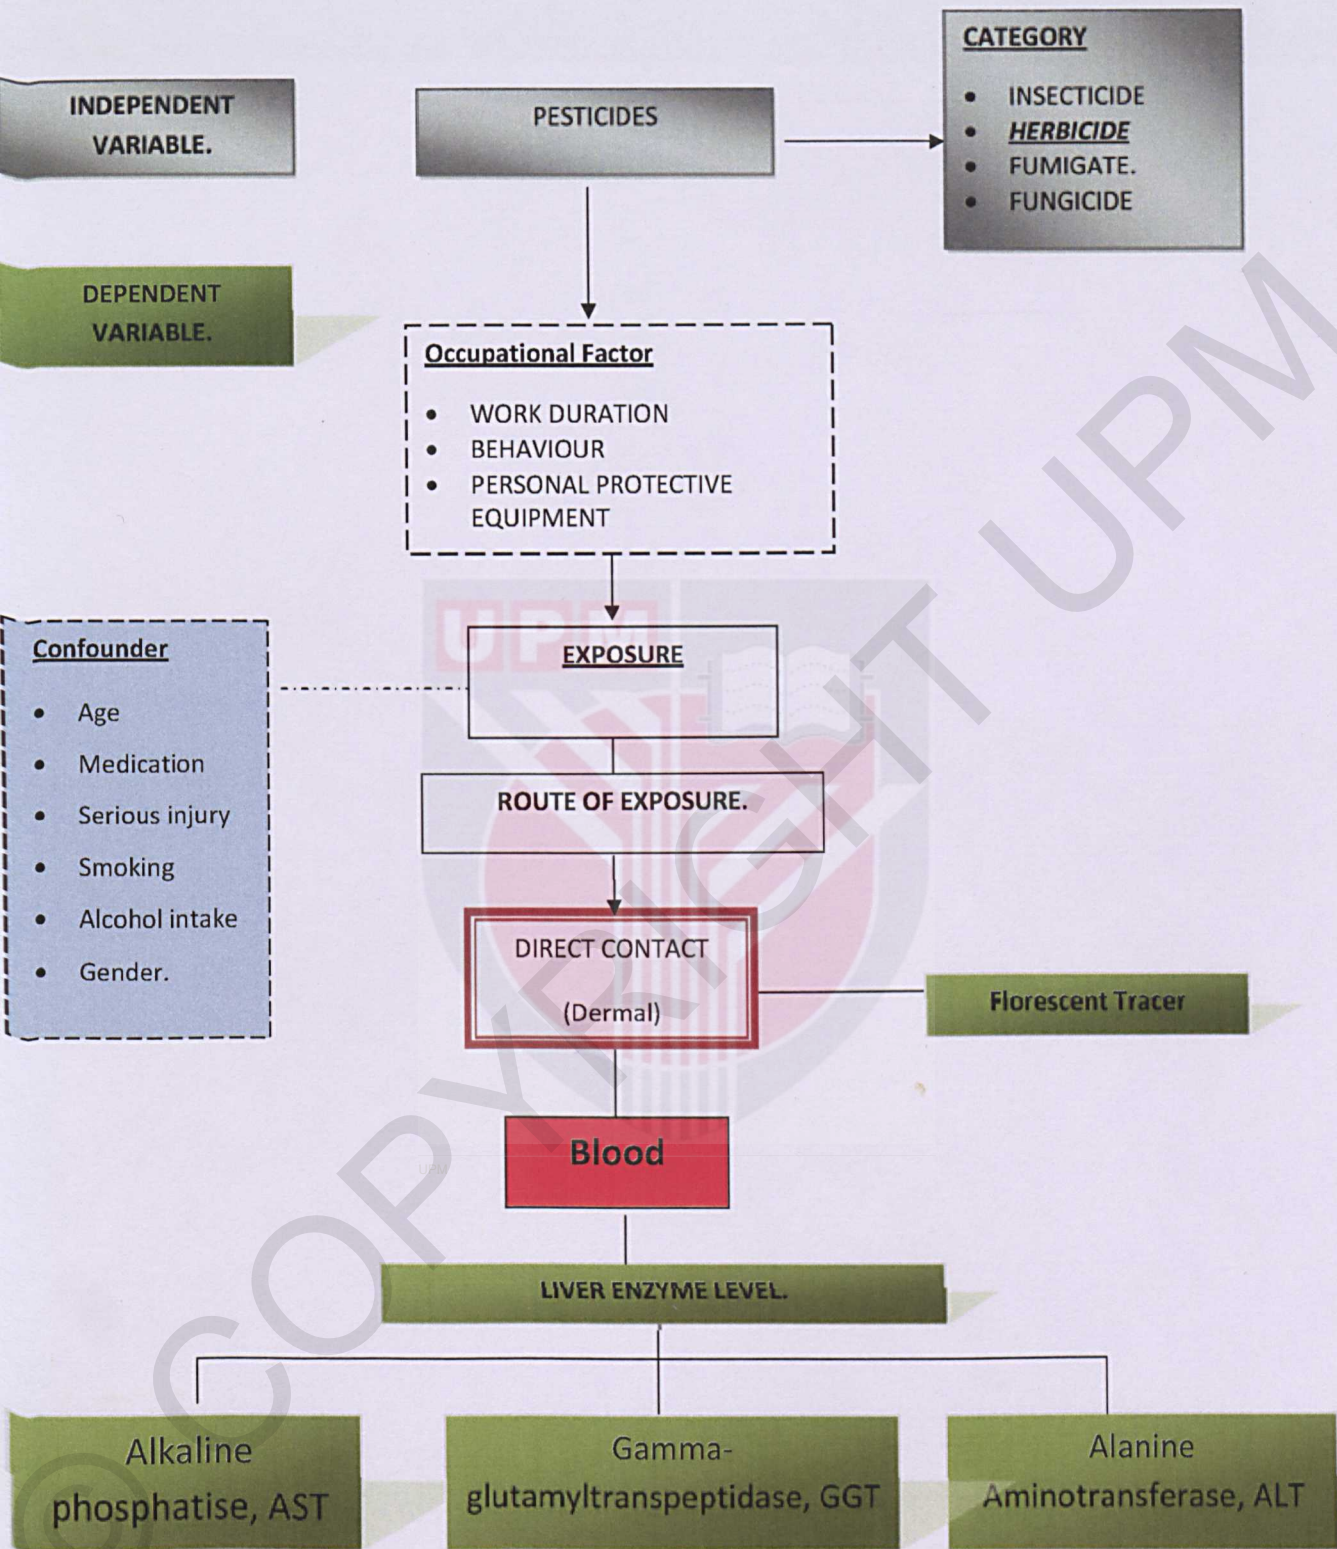 CATEGORY
• INSECTICIDE
• HERBICIDE
• FUMIGATE.
• FUNGICIDE
INDEPENDENT
VARIABLE.
PESTICIDES
DEPENDENT
VARIABLE.
Occupational Factor
• WORK DURATION
• BEHAVIOUR
• PERSONAL PROTECTIVE
EQUIPMENT
UPM
Confounder
• Age
• Medication
• Serious injury
• Smoking
• Alcohol intake
• Gender.
EXPOSURE
ROUTE OF EXPOSURE.
DIRECT CONTACT
(Dermal)
Florescent Tracer
Blood
UPM
LIVER ENZYME LEVEL.
Alkaline
phosphatise, AST
Gamma-
glutamyltranspeptidase, GGT
Alanine
Aminotransferase, ALT
© COPYRIGHT UPM